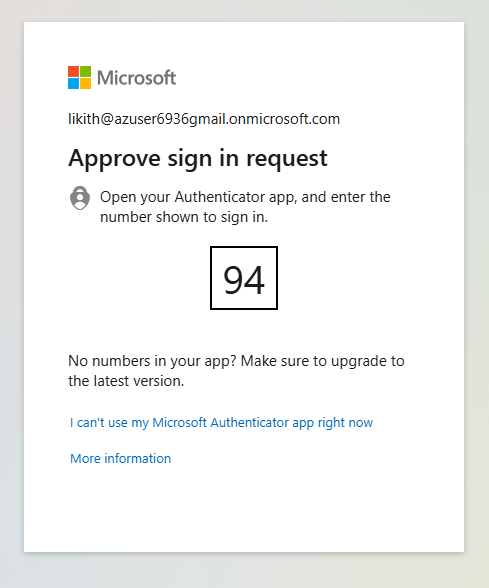 Microsoft
likith@azuser6936gmail.onmicrosoft.com
Approve sign in request
Open your Authenticator app, and enter the
number shown to sign in.
94
No numbers in your app? Make sure to upgrade to
the latest version.
I can't use my Microsoft Authenticator app right now
More information